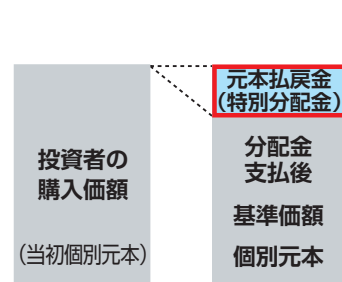 投資者の
購入価額
(当初個別元本)
元本払戻金
(特別分配金)
分配金
支払後
基準価額
個別元本